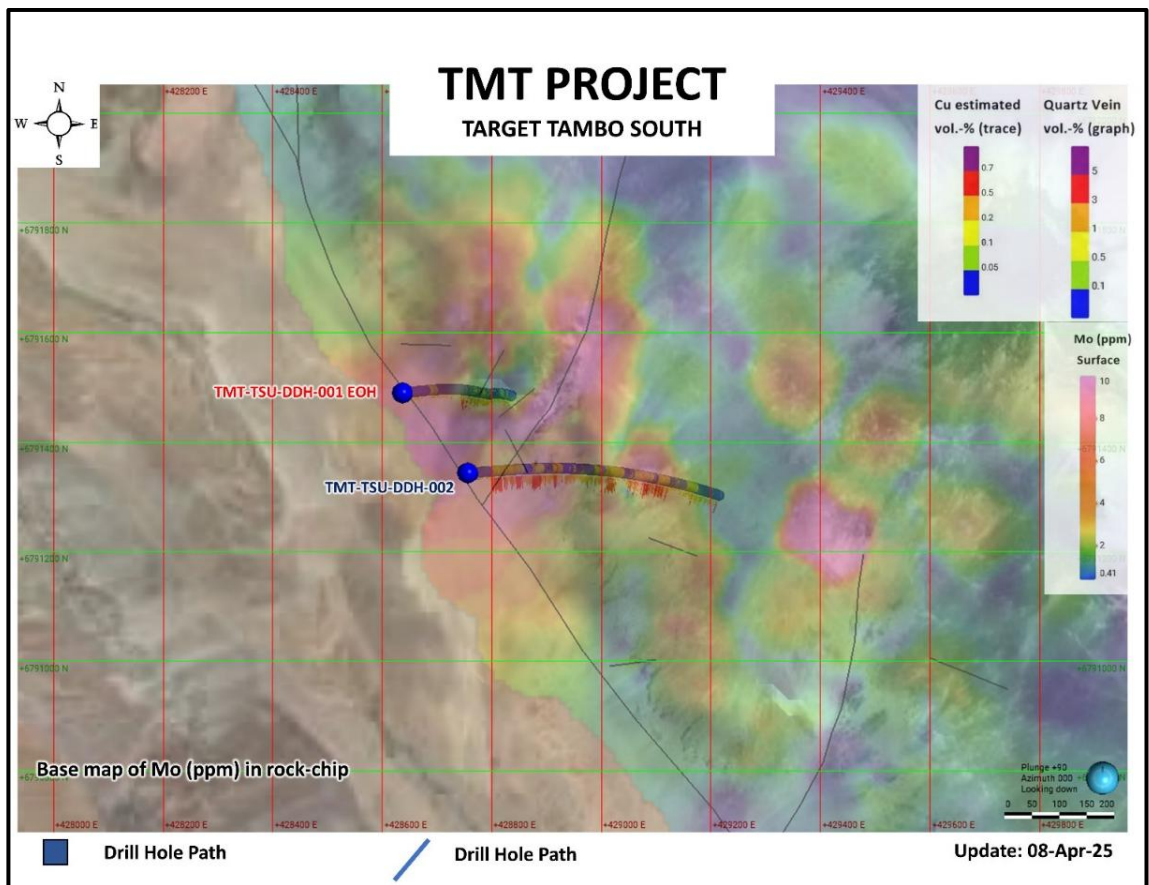 TMT PROJECT
TARGET TAMBO SOUTH
N
W E
S
+428200 E
+428400 E
+429400 E
Cu estimated
vol.-% (trace)
0.7
0.5
0.2
0.1
0.05
Quartz Vein
vol.-% (graph)
5
3
1
0.5
0.1
+6791800 N
+6791600 N
Mo (ppm)
Surface
10
8
6
4
2
0.41
TMT-TSU-DDH-001 EOH
+6791400 N
TMT-TSU-DDH-002
+6791200 N
+6791000 N
+6791000 N
Base map of Mo (ppm) in rock-chip
Plunge +90
Azimuth 000
Looking down
0 50 100 150 200
+428000 E
+428200 E
+428400 E
+428600 E
+428800 E
+429000 E
+429200 E
+429400 E
+429600 E
+429800 E
Drill Hole Path
Drill Hole Path
Update: 08-Apr-25